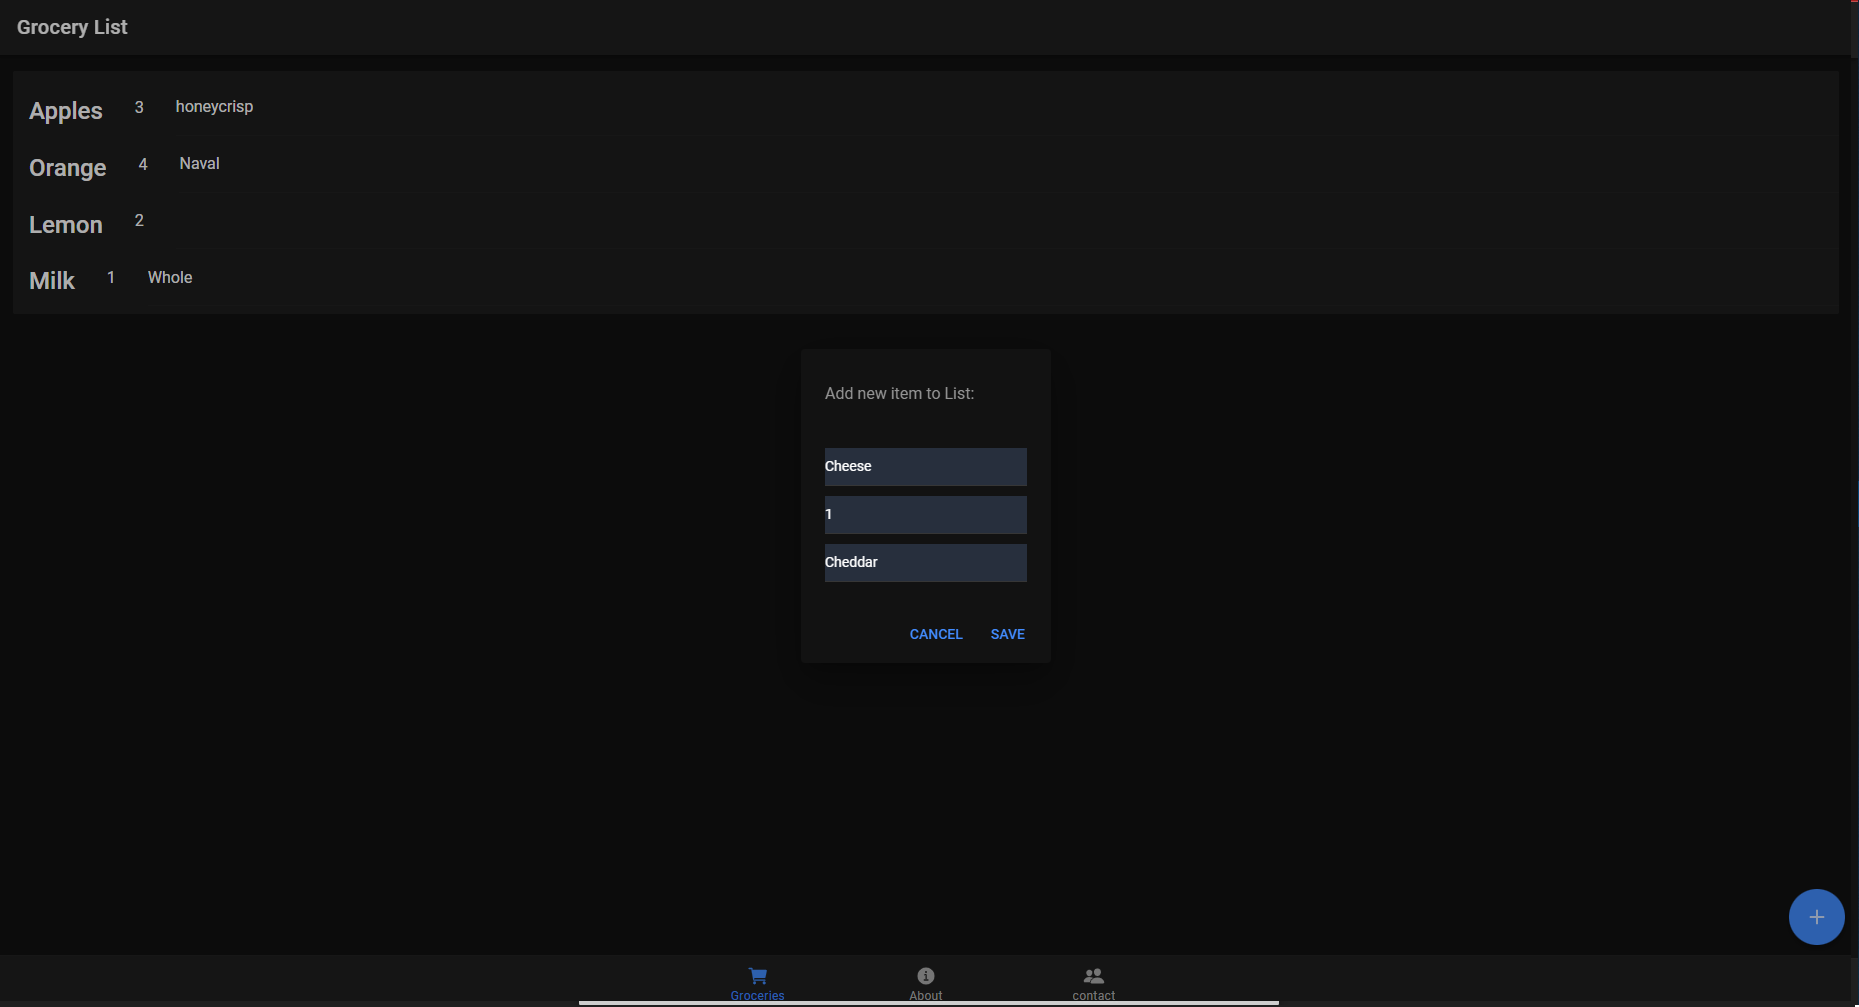 Grocery List
Apples 3 honeycrisp
Orange 4 Naval
Lemon 2
Milk 1 Whole
Add new item to List:
Cheese
1
Cheddar
CANCEL SAVE
Groceries About contact